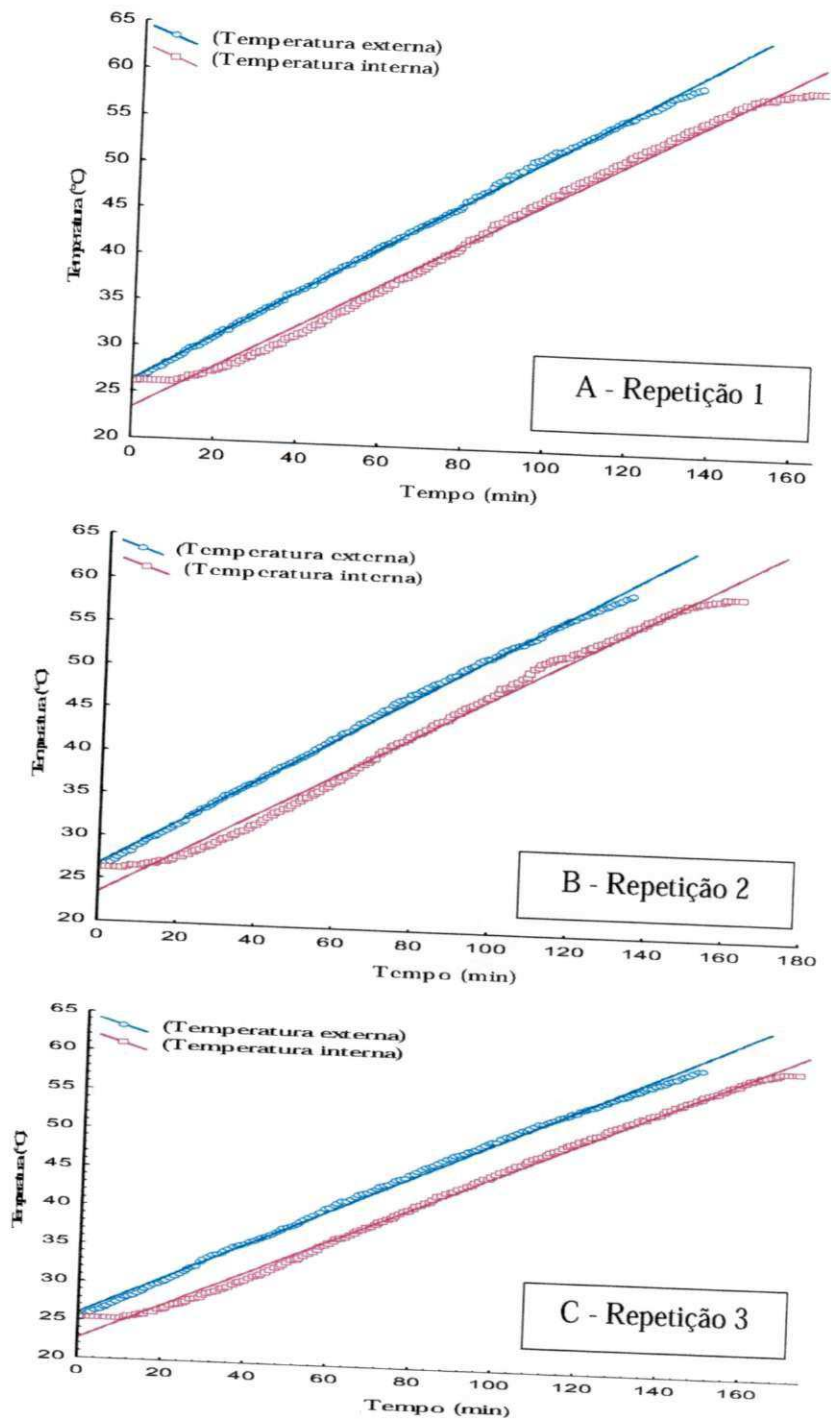 65
60
55
50
45
40
35
30
25
20
Temperatura (°C)
(Temperatura externa)
(Temperatura interna)
A - Repetição 1
0 20 40 60 80 100 120 140 160
Tempo (min)
65
60
55
50
45
40
35
30
25
20
Temperatura (°C)
(Temperatura externa)
(Temperatura interna)
B - Repetição 2
0 20 40 60 80 100 120 140 160 180
Tempo (min)
65
60
55
50
45
40
35
30
25
20
Temperatura (°C)
(Temperatura externa)
(Temperatura interna)
C - Repetição 3
0 20 40 60 80 100 120 140 160
Tempo (min)